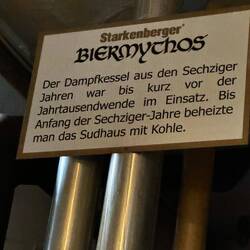 Starkenberger
BIERMYTHOS
Der Dampfkessel aus den Sechziger
Jahren war bis kurz vor der
Jahrtausendwende im Einsatz. Bis
Anfang der Sechziger-Jahre beheizte
man das Sudhaus mit Kohle.